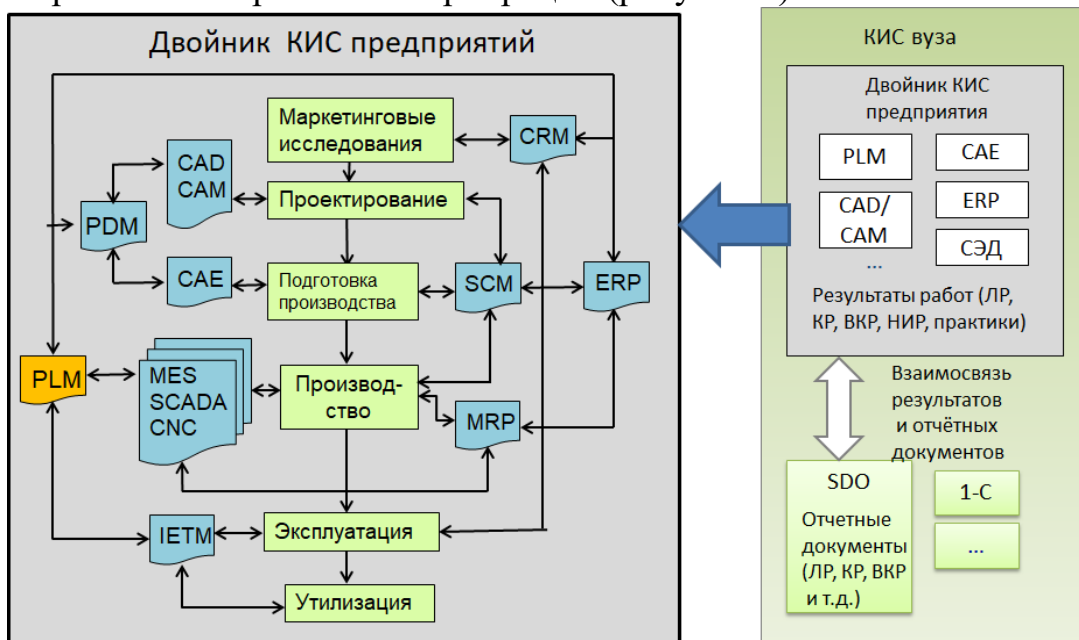 Двойник КИС предприятий
Маркетинговые
исследования
CRM
CAD
CAM
Проектирование
PDM
CAE
Подготовка
производства
SCM
ERP
PLM
MES
SCADA
CNC
Производ-
ство
MRP
IETM
Эксплуатация
Утилизация
КИС вуза
Двойник КИС
предприятия
PLM
CAE
CAD/
CAM
ERP
СЭД
...
Результаты работ (ЛР,
КР, ВКР, НИР, практики)
Взаимосвязь
результатов
и отчётных
документов
SDO
Отчетные
документы
(ЛР, КР, ВКР
и т.д.)
1-С
...